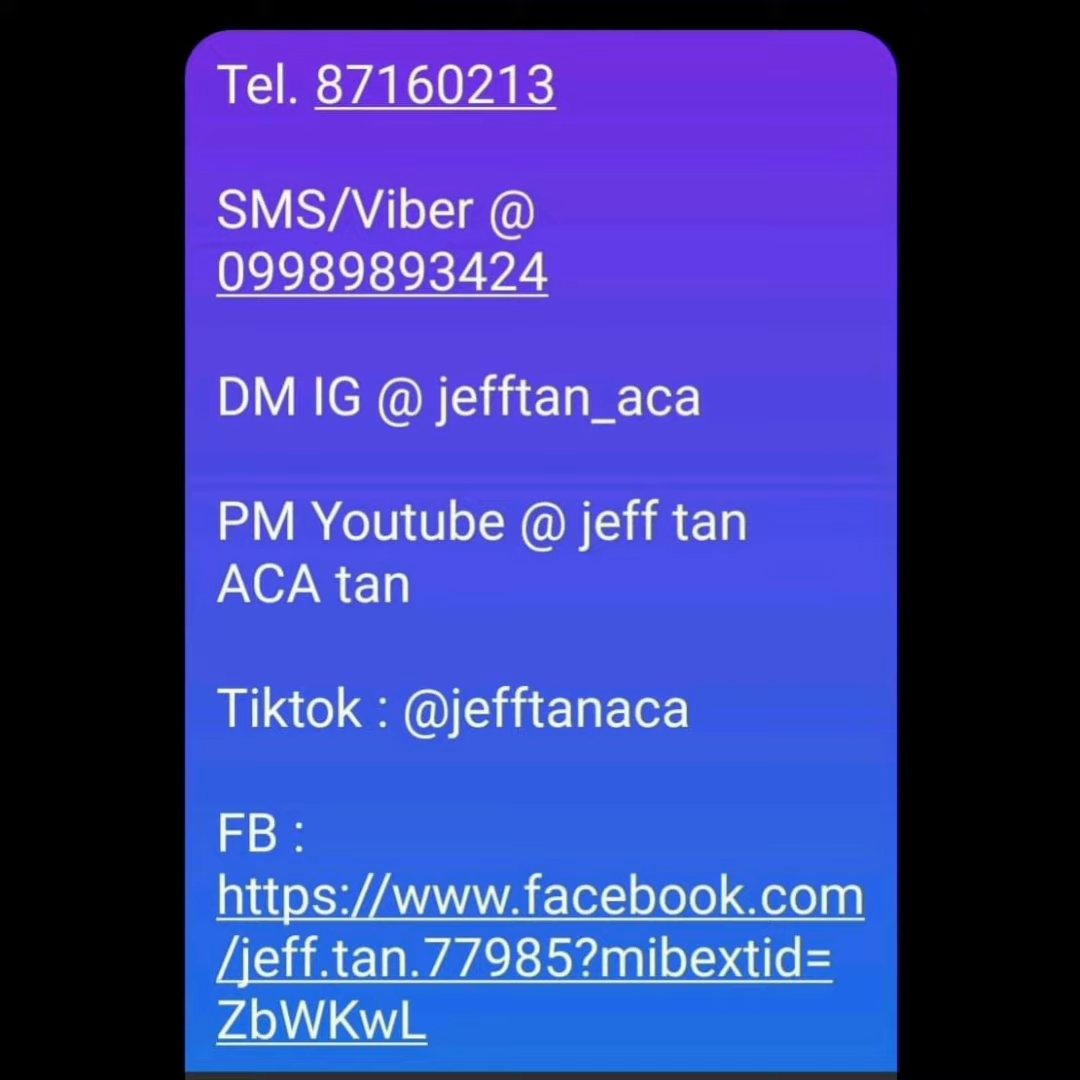 Tel. 87160213
SMS/Viber @
09989893424
DM IG @ jefftan_aca
PM Youtube @ jeff tan
ACA tan
Tiktok : @jefftanaca
FB :
https://www.facebook.com
/jeff.tan.77985?mibextid=
ZbWKwL